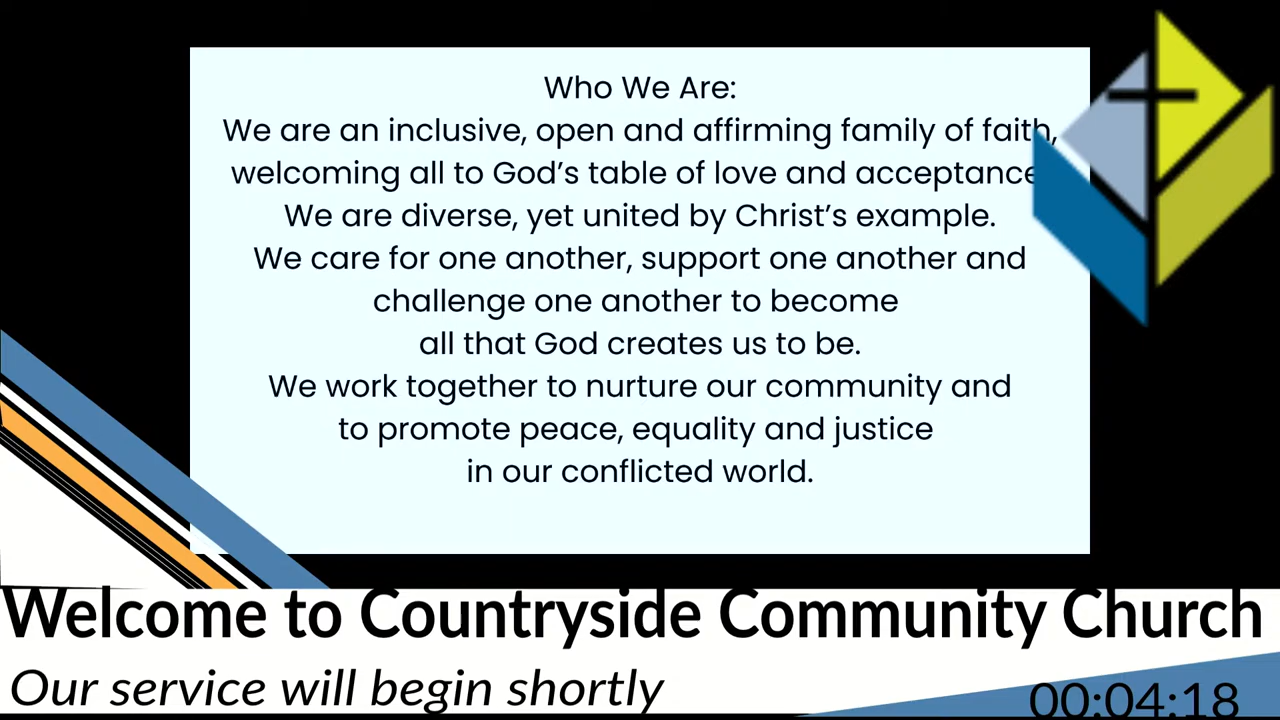 Who We Are:
We are an inclusive, open and affirming family of faith,
welcoming all to God’s table of love and acceptance
We are diverse, yet united by Christ’s example.
We care for one another, support one another and
challenge one another to become
all that God creates us to be.
We work together to nurture our community and
to promote peace, equality and justice
in our conflicted world.
Welcome to Countryside Community Church
Our service will begin shortly
00:04:18